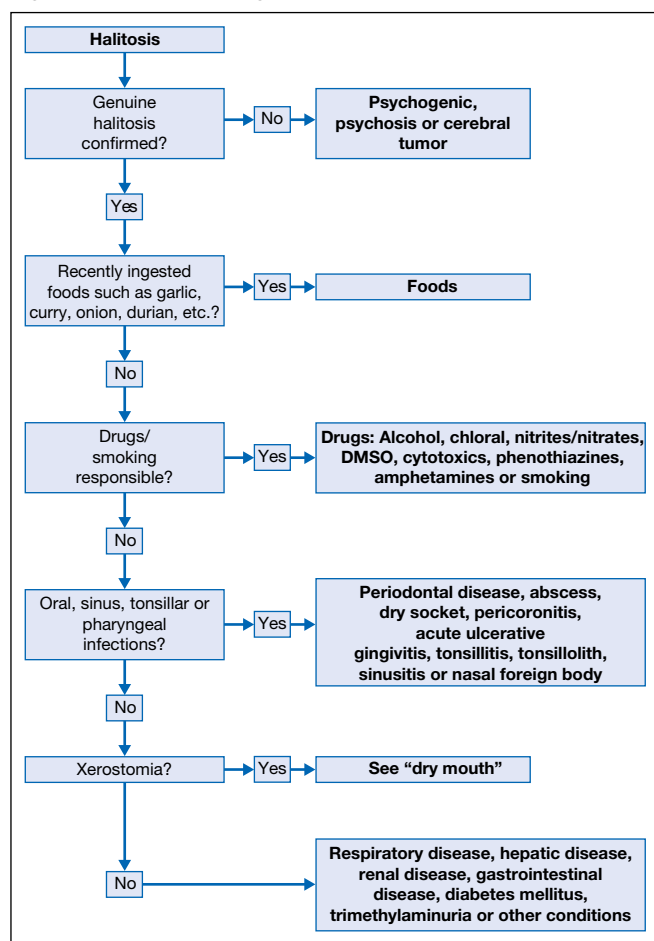 Halitosis
Genuine
halitosis
confirmed?
No
Psychogenic,
psychosis or cerebral
tumor
Yes
Recently ingested
foods such as garlic,
curry, onion, durian, etc.?
Yes
Foods
No
Drugs/
smoking
responsible?
Yes
Drugs: Alcohol, chloral, nitrites/nitrates,
DMSO, cytotoxics, phenothiazines,
amphetamines or smoking
No
Oral, sinus, tonsillar or
pharyngeal
infections?
Yes
Periodontal disease, abscess,
dry socket, pericoronitis,
acute ulcerative
gingivitis, tonsillitis, tonsillolith,
sinusitis or nasal foreign body
No
Xerostomia?
Yes
See “dry mouth”
No
Respiratory disease, hepatic disease,
renal disease, gastrointestinal
disease, diabetes mellitus,
trimethylaminuria or other conditions